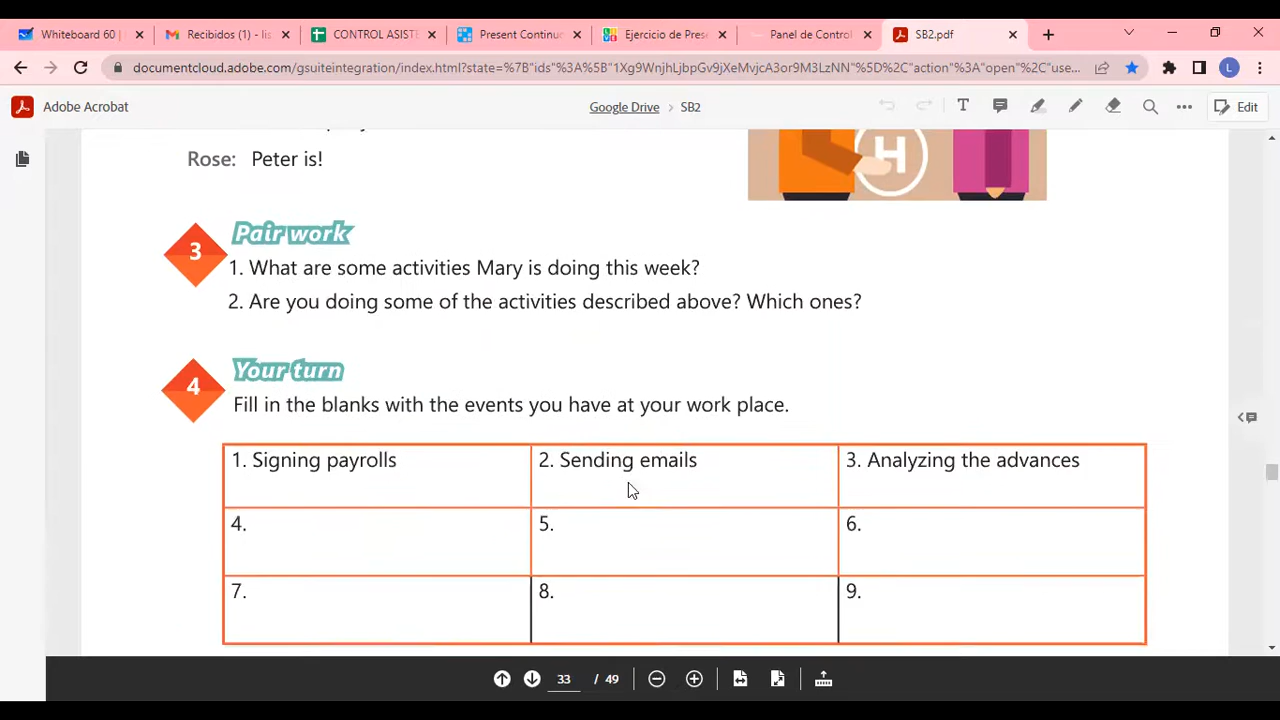 Whiteboard 60 |
Recibidos (1) - lis
CONTROL ASIST
Present Continuo
Ejercicio de Prese
Panel de Control
SB2.pdf
documentcloud.adobe.com/gsuiteintegration/index.html?state=%7B"ids"%3A%5B"1Xg9WnjhLjbpGv9jXeMvjcA3or9M3LzNN"%5D%2C"action"%3A"open"%2C"use...
L
Adobe Acrobat
Google Drive > SB2
Edit
Rose: Peter is!
H
3
Pair work
1. What are some activities Mary is doing this week?
2. Are you doing some of the activities described above? Which ones?
4
Your turn
Fill in the blanks with the events you have at your work place.
1. Signing payrolls
2. Sending emails
3. Analyzing the advances
4.
5.
6.
7.
8.
9.
33 / 49